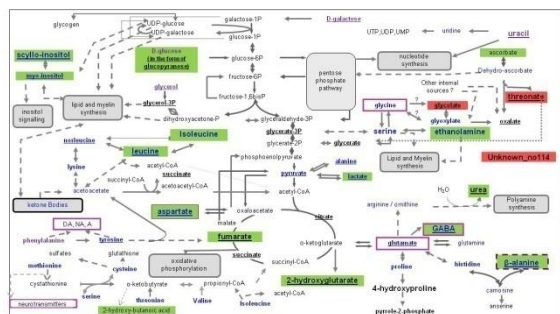 galactose-1P
D.galactose
glycogen
UDP-glucose
UDP-galactose
glucose-1P
UTP, UDP, UMP
uridine
uracil
scyllo-inositol
myo-inositol
D.glucose
(in the form of
glucopyranose)
glucose-6P
fructose-6P
pentose
phosphate
pathway
nucleotide
synthesis
ascorbate
Dehydro-ascorbate
Other internal
sources ?
glycerol
glycerol-3P
lipid and myelin
synthesis
inositol
signalling
dihydroxyacetone-P
glyceraldehyde-3P
glycerate-3P
glycerate-2P
glycerate
glycine
glycolate
glyoxylate
threonate
oxalate
serine
ethanolamine
Isoleucine
leucine
isoleucine
lysine
acetyl-CoA
phosphoenolpyruvate
pyruvate
alanine
lactate
Lipid and Myelin
synthesis
Unknown_no114
succinate
succinyl-CoA
acetoacetyl-CoA
acetoacetate
acetyl-CoA
ketone Bodies
aspartate
oxaloacetate
malate
citrate
H₂O
urea
arginine / ornithine
Polyamine
synthesis
DA, NA, A
phenylalanine
tyrosine
fumarate
α-ketoglutarate
GABA
glutamate
glutamine
succinate
succinyl-CoA
oxidative
phosphorylation
sulfates
glutathione
methionine
cysteine
cystathionine
α-ketobutyrate
propionyl-CoA
acetyl-CoA
2-hydroxyglutarate
proline
4-hydroxyproline
pyrrole-2-phosphate
histidine
β-alanine
carnosine
anserine
neurotransmitters
serine
threonine
Valine
isoleucine
2-hydroxy-butanoic acid